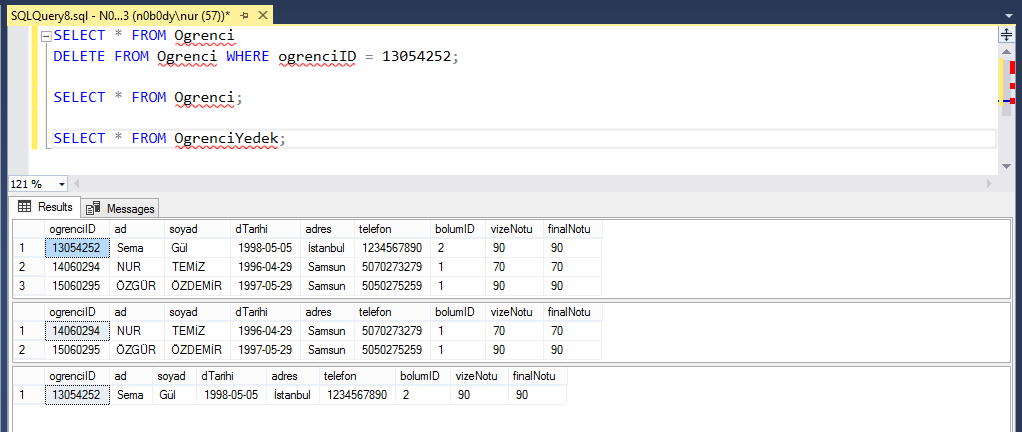 SQLQuery8.sql - N0...3 (n0b0dy\nur (57))*
SELECT * FROM Ogrenci
DELETE FROM Ogrenci WHERE ogrenciID = 13054252;
SELECT * FROM Ogrenci;
SELECT * FROM OgrenciYedek;
121 %
Results Messages
ogrenciID ad soyad dTarihi adres telefon bolumID vizeNotu finalNotu
1 13054252 Sema Gül 1998-05-05 İstanbul 1234567890 2 90 90
2 14060294 NUR TEMİZ 1996-04-29 Samsun 5070273279 1 70 70
3 15060295 ÖZGÜR ÖZDEMİR 1997-05-29 Samsun 5050275259 1 90 90
ogrenciID ad soyad dTarihi adres telefon bolumID vizeNotu finalNotu
1 14060294 NUR TEMİZ 1996-04-29 Samsun 5070273279 1 70 70
2 15060295 ÖZGÜR ÖZDEMİR 1997-05-29 Samsun 5050275259 1 90 90
ogrenciID ad soyad dTarihi adres telefon bolumID vizeNotu finalNotu
1 13054252 Sema Gül 1998-05-05 İstanbul 1234567890 2 90 90